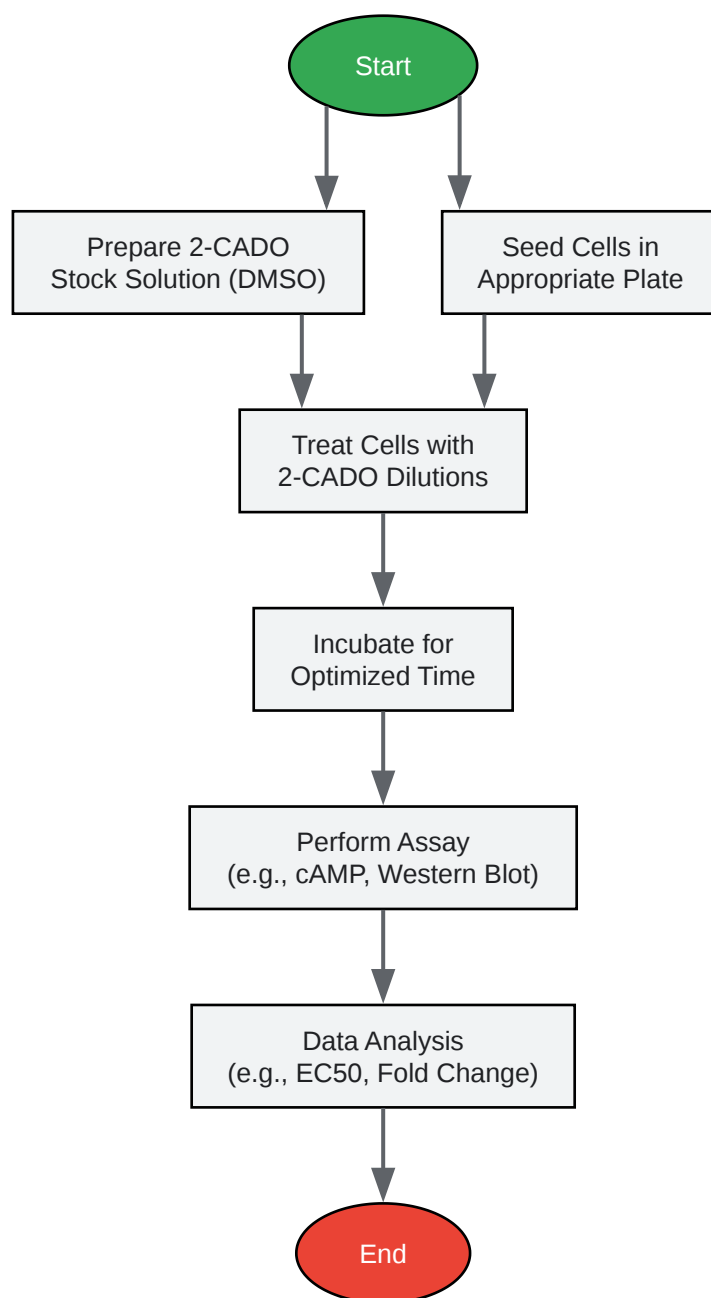 Start
Prepare 2-CADO
Stock Solution (DMSO)
Seed Cells in
Appropriate Plate
Treat Cells with
2-CADO Dilutions
Incubate for
Optimized Time
Perform Assay
(e.g., cAMP, Western Blot)
Data Analysis
(e.g., EC50, Fold Change)
End